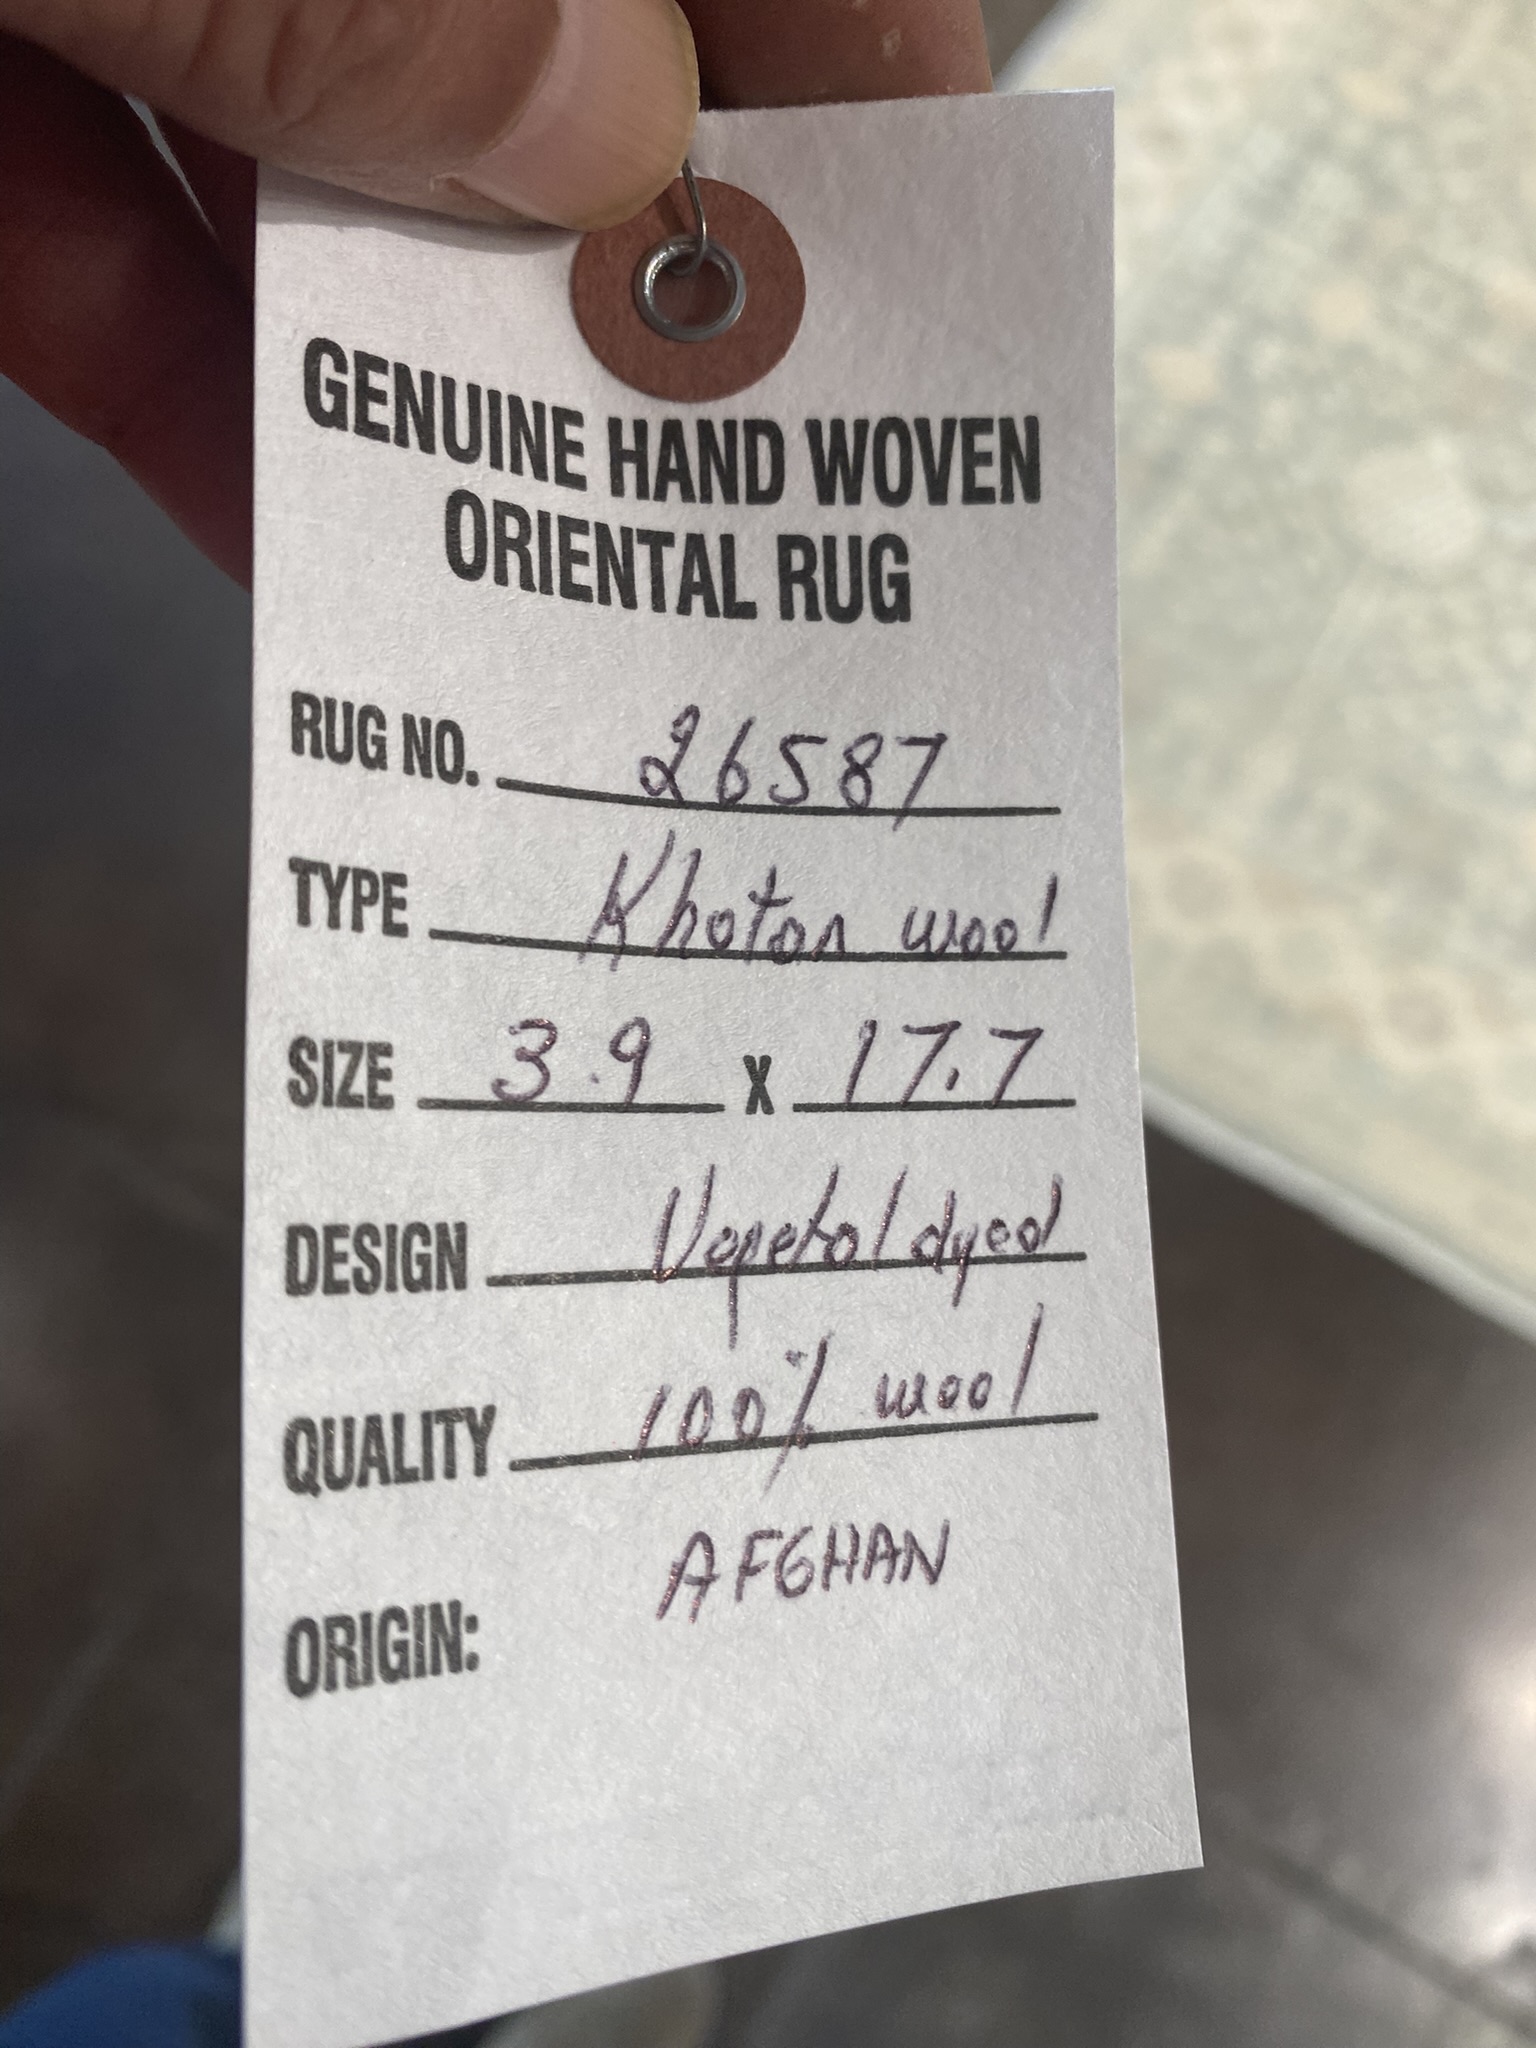 GENUINE HAND WOVEN
ORIENTAL RUG
RUG NO. 26587
TYPE Khotan wool
SIZE 3.9 X 17.7
DESIGN Vegetal dyed
QUALITY 100% wool
ORIGIN: AFGHAN